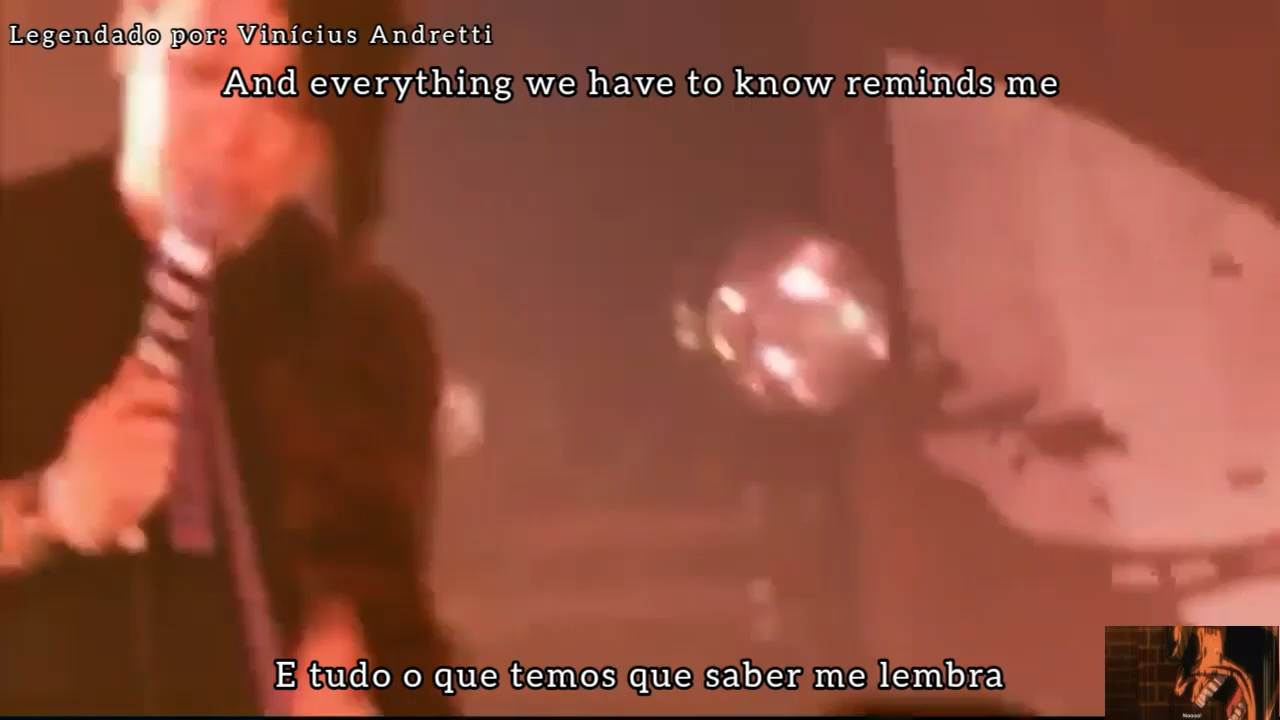 Legendado por: Vinícius Andretti
And everything we have to know reminds me
E tudo o que temos que saber me lembra
Noooo!